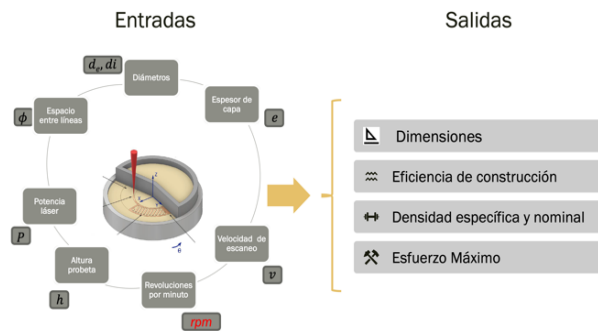 Entradas
Salidas
d_e, di
Diámetros
Espesor de
capa
e
Espacio
entre líneas
ϕ
Potencia
láser
P
Altura
probeta
h
Revoluciones
por minuto
rpm
Velocidad de
escaneo
v
Dimensiones
Eficiencia de construcción
Densidad específica y nominal
Esfuerzo Máximo